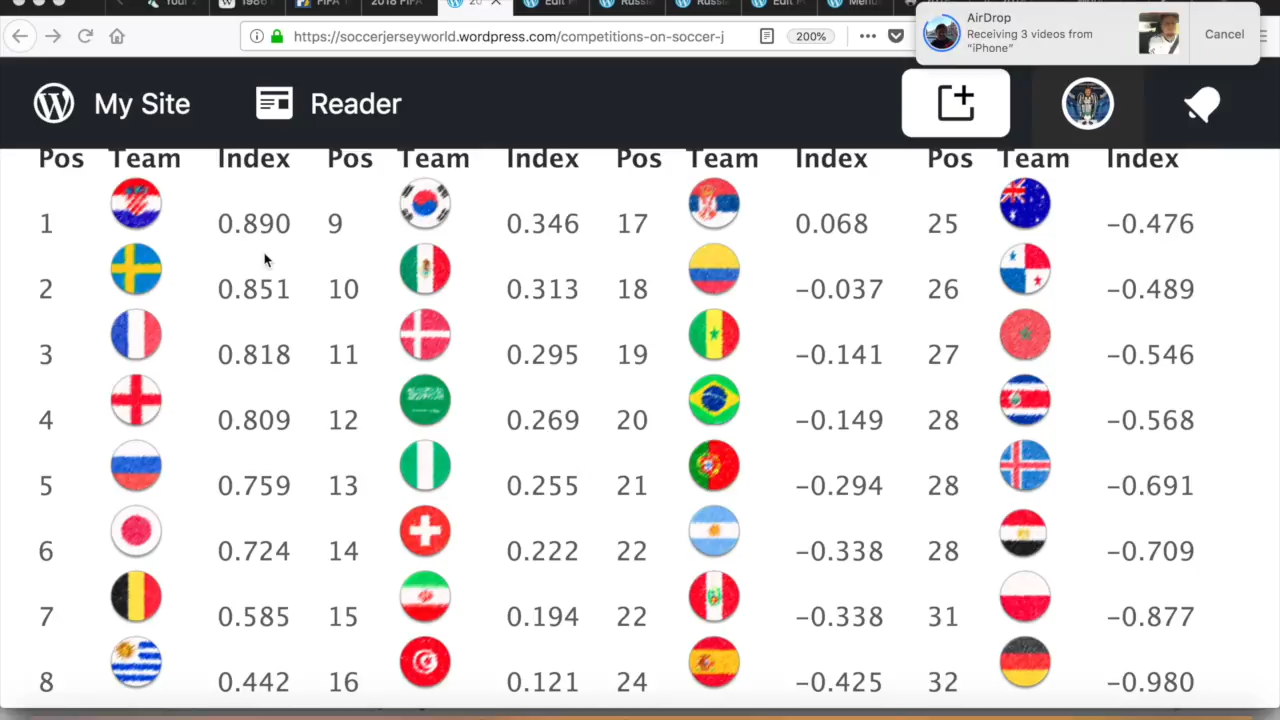 AirDrop
Receiving 3 videos from
"iPhone"
Cancel
https://soccerjerseyworld.wordpress.com/competitions-on-soccer-j
200%
My Site Reader
Pos Team Index Pos Team Index Pos Team Index Pos Team Index
1 0.890 9 0.346 17 0.068 25 -0.476
2 0.851 10 0.313 18 -0.037 26 -0.489
3 0.818 11 0.295 19 -0.141 27 -0.546
4 0.809 12 0.269 20 -0.149 28 -0.568
5 0.759 13 0.255 21 -0.294 28 -0.691
6 0.724 14 0.222 22 -0.338 28 -0.709
7 0.585 15 0.194 22 -0.338 31 -0.877
8 0.442 16 0.121 24 -0.425 32 -0.980